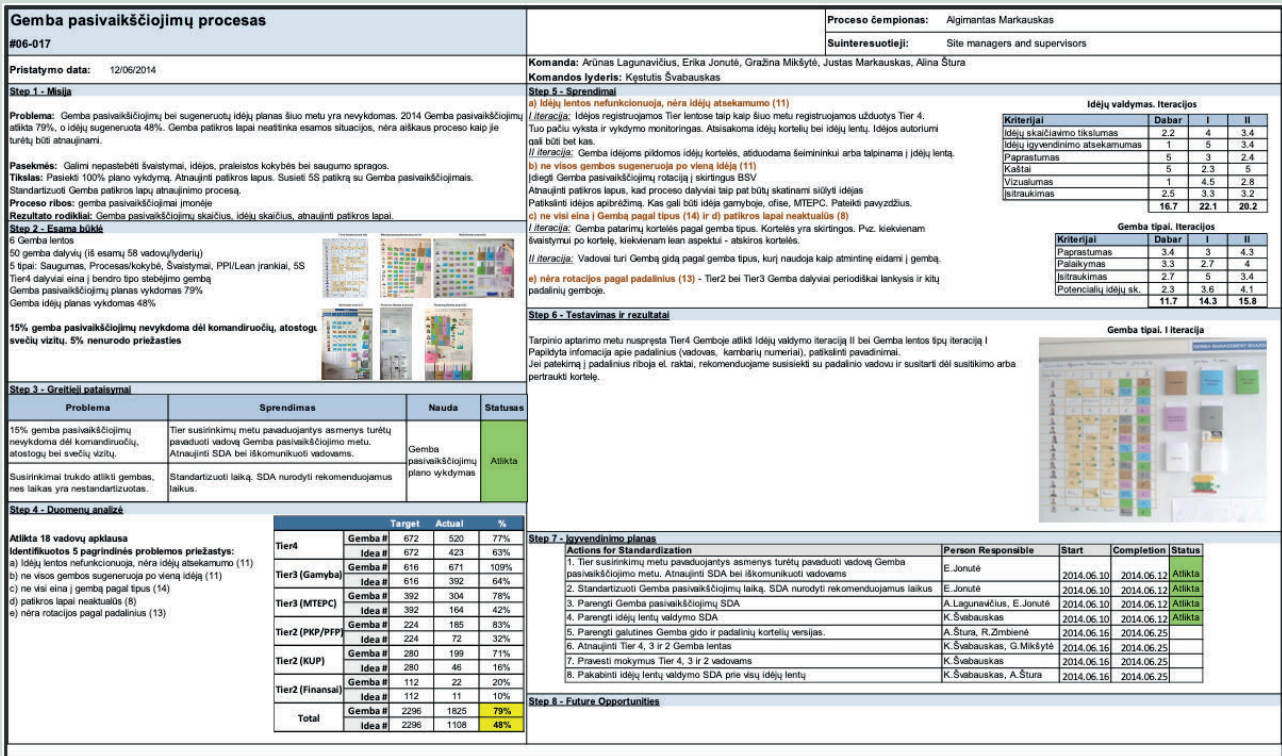 Gemba pasivaikščiojimų procesas
#06-017
Proceso čempionas: Algimantas Markauskas
Suinteresuotieji: Site managers and supervisors
Pristatymo data: 12/06/2014
Komanda: Arūnas Lagunavičius, Erika Jonutė, Gražina Mikšytė, Justas Markauskas, Alina Štura
Komandos lyderis: Kęstutis Švabauskas
Step 1 - Misija
Problema: Gemba pasivaikšičiojimų bei sugeneruotų idėjų planas šiuo metu yra nevykdomas. 2014 Gemba pasivaikščiojimų
atlikta 79%, o idėjų sugeneruota 48%. Gemba patikros lapai neatitinka esamos situacijos, nėra aiškaus proceso kaip jie
turėtų būti atnaujinami.
Pasekmės: Galimi nepastebėti švaistymai, idėjos, praleistos kokybės bei saugumo spragos.
Tikslas: Pasiekti 100% plano vykdymą. Atnaujinti patikros lapus. Susieti 5S patikrą su Gemba pasivaikščiojimais.
Standartizuoti Gemba patikros lapų atnaujinimo procesą.
Proceso ribos: gemba pasivaikščiojimai įmonėje
Rezultato rodikliai: Gemba pasivaikščiojimų skaičius, idėjų skaičius, atnaujinti patikros lapai.
Step 2 - Esama būklė
6 Gemba lentos
50 gemba dalyvių (iš esamų 58 vadovų/lyderių)
5 tipai: Saugumas, Procesas/kokybė, Švaistymai, PPI/Lean įrankiai, 5S
Tier4 dalyviai eina į bendro tipo stebėjimo gembą
Gemba pasivaikščiojimų planas vykdomas 79%
Gemba idėjų planas vykdomas 48%
15% gemba pasivaikščiojimų nevykdoma dėl komandiruočių, atostogų
svečių vizitų. 5% nenurodo priežasties
Step 3 - Greitieji pataisymai
Problema Sprendimas Nauda Statusas
15% gemba pasivaikščiojimų
nevykdoma dėl komandiruočių,
atostogų bei svečių vizitų.
Tier susirinkimų metu pavaduojantys asmenys turėtų
pavaduoti vadovą Gemba pasivaikščiojimo metu.
Atnaujinti SDA bei iškomunikuoti vadovams.
Susirinkimai trukdo atlikti gembas,
nes laikas yra nestandartizuotas.
Standartizuoti laiką. SDA nurodyti rekomenduojamus
laikus.
Gemba
pasivaikščiojimų
plano vykdymas
Atlikta
Step 4 - Duomenų analizė
Atlikta 18 vadovų apklausa
Identifikuotos 5 pagrindinės problemos priežastys:
a) Idėjų lentos nefunkcionuoja, nėra idėjų atsekamumo (11)
b) ne visos gembos sugeneruoja po vieną idėją (11)
c) ne visi eina į gembą pagal tipus (14)
d) patikros lapai neaktualūs (8)
e) nėra rotacijos pagal padalinius (13)
Target Actual %
Tier4 Gemba # 672 520 77%
Idea # 672 423 63%
Tier3 (Gamyba) Gemba # 616 671 109%
Idea # 616 392 64%
Tier3 (MTEPC) Gemba # 392 304 78%
Idea # 392 164 42%
Tier2 (PKP/PFP) Gemba # 224 185 83%
Idea # 224 72 32%
Tier2 (KUP) Gemba # 280 199 71%
Idea # 280 46 16%
Tier2 (Finansai) Gemba # 112 22 20%
Idea # 112 11 10%
Total Gemba # 2296 1825 79%
Idea # 2296 1108 48%
Step 5 - Sprendimai
a) Idėjų lentos nefunkcionuoja, nėra idėjų atsekamumo (11)
I iteracija: Idėjos registruojamos Tier lentose taip kaip šiuo metu registruojamos užduotys Tier 4.
Tuo pačiu vyksta ir vykdymo monitoringas. Atsisakoma idėjų kortelių bei idėjų lentų. Idėjos autoriumi
gali būti bet kas.
II iteracija: Gemba idėjoms pildomos idėjų kortelės, atiduodama šeimininkui arba talpinama į įdėjų lentą.
b) ne visos gembos sugeneruoja po vieną idėją (11)
Įdiegti Gemba pasivaikščiojimų rotaciją į skirtingus BSV
Atnaujinti patikros lapus, kad proceso dalyviai taip pat būtų skatinami siūlyti idėjas
Patikslinti idėjos apibrėžimą. Kas gali būti idėja gamyboje, ofise, MTEPC. Pateikti pavyzdžius.
c) ne visi eina į Gembą pagal tipus (14) ir d) patikros lapai neaktualūs (8)
I iteracija: Gemba patarimų kortelės pagal gemba tipus. Kortelės yra skirtingos. Pvz. kiekvienam
švaistymui po kortelę, kiekvienam lean aspektui - atskiros kortelės.
II iteracija: Vadovai turi Gembą gidą pagal gemba tipus, kurį naudoja kaip atmintinę eidami į gembą.
e) nėra rotacijos pagal padalinius (13) - Tier2 bei Tier3 Gemba dalyviai periodiškai lankysis ir kitų
padalinių gemboje.
Idėjų valdymas. Iteracijos
Kriterijai Dabar I II
Idėjų skaičiavimo tikslumas 2.2 4 3.4
Idėjų igyvendinimo atsekamumas 1 5 3.4
Paprastumas 5 3 2.4
Kaštai 5 2.3 5
Vizualumas 1 4.5 2.8
Įsitraukimas 2.5 3.3 3.2
16.7 22.1 20.2
Gemba tipai. Iteracijos
Kriterijai Dabar I II
Paprastumas 3.4 3 4.3
Palaikymas 3.3 2.7 4
Įsitraukimas 2.7 5 3.4
Potencialių idėjų sk. 2.3 3.6 4.1
11.7 14.3 15.8
Step 6 - Testavimas ir rezultatai
Tarpinio aptarimo metu nuspręsta Tier4 Gemboje atlikti Idėjų valdymo iteraciją II bei Gemba lentos tipų iteraciją I
Papildyta infomacija apie padalinius (vadovas, kambarių numeriai), patikslinti pavadinimai.
Jei patekimą į padalinius riboja el. raktai, rekomenduojame susisiekti su padalinio vadovu ir susitarti dėl susitikimo arba
pertraukti kortelę.
Gemba tipai. I iteracija
GEMBA MANAGEMENT BOARD
Step 7 - Įgyvendinimo planas
Actions for Standardization Person Responsible Start Completion Status
1. Tier susirinkimų metu pavaduojantys asmenys turėtų pavaduoti vadovą Gemba
pasivaikščiojimo metu. Atnaujinti SDA bei iškomunikuoti vadovams E.Jonutė 2014.06.10 2014.06.12 Atlikta
2. Standartizuoti Gemba pasivaikščiojimų laiką. SDA nurodyti rekomenduojamus laikus E.Jonutė 2014.06.10 2014.06.12 Atlikta
3. Parengti Gemba pasivaikščiojimų SDA A.Lagunavičius, E.Jonutė 2014.06.10 2014.06.12 Atlikta
4. Parengti idėjų lentų valdymo SDA K.Švabauskas 2014.06.10 2014.06.12 Atlikta
5. Parengti galutines Gemba gido ir padalinių kortelių versijas. A.Štura, R.Zimbienė 2014.06.16 2014.06.25
6. Atnaujinti Tier 4, 3 ir 2 Gemba lentas K.Švabauskas, G.Mikšytė 2014.06.16 2014.06.25
7. Pravesti mokymus Tier 4, 3 ir 2 vadovams K.Švabauskas 2014.06.16 2014.06.25
8. Pakabinti idėjų lentų valdymo SDA prie visų idėjų lentų K.Švabauskas, A.Štura 2014.06.16 2014.06.25
Step 8 - Future Opportunities